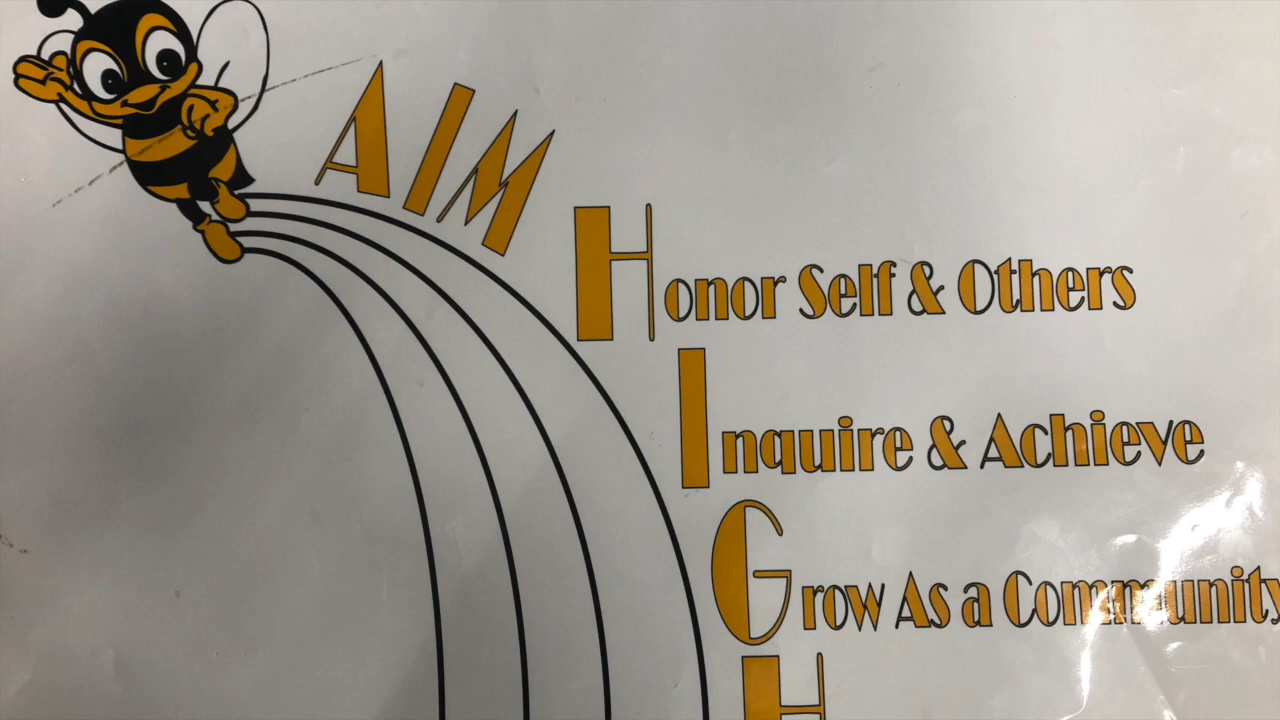 AIM
Honor Self & Others
Inquire & Achieve
Grow As a Community
H